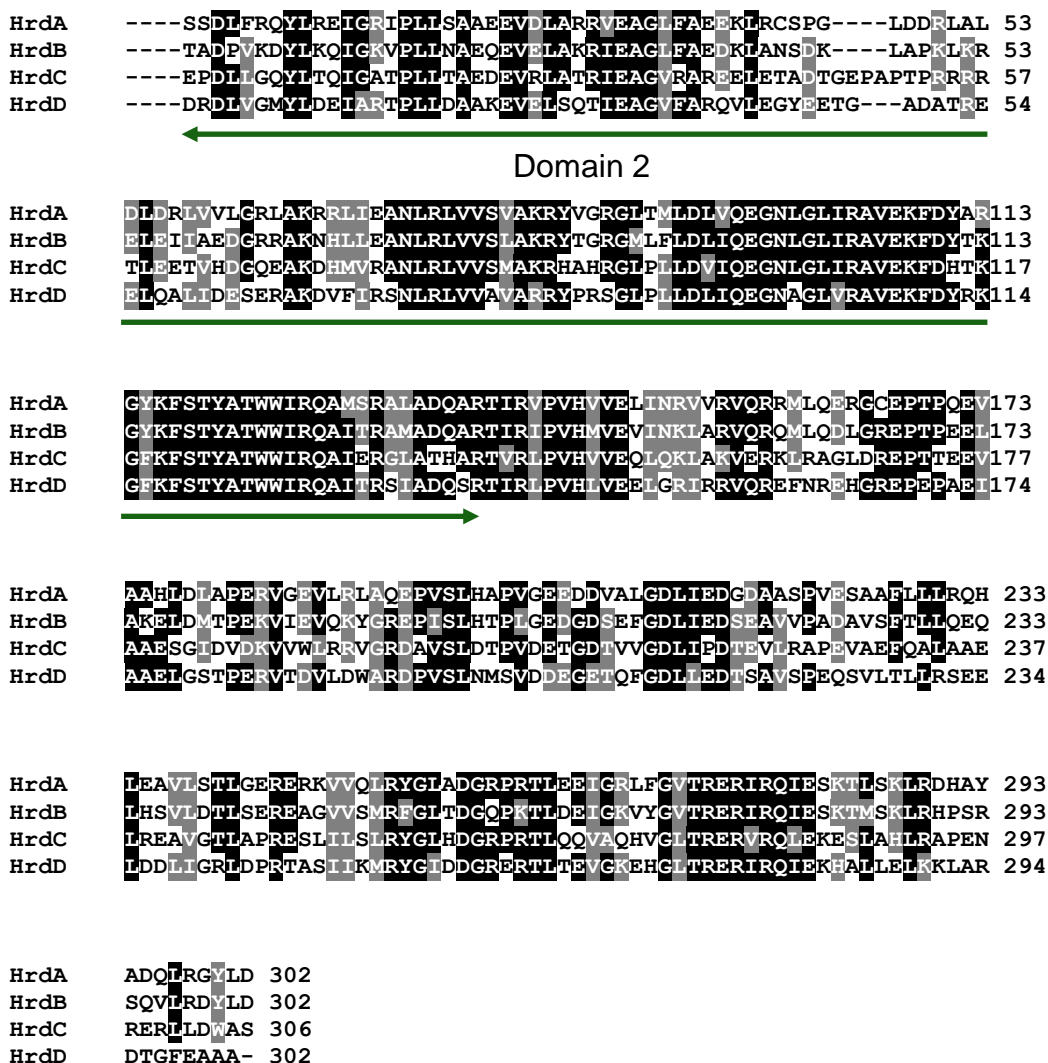 HrdA ----SSDLFRQYLREIGRIPLLSAAEEVDLARRVEAGLFAEEKLRCSPG----LDDRLAL 53
HrdB ----TADPVKDYLKQIGKVPLLNAEQEVELAKRIEAGLFAEDKLANSDK----LAPKLKR 53
HrdC ----EPDLLGQYLTQIGATPLLTAEDEVRLATRIEAGVRAREELETADTGEPAPTPRRRR 57
HrdD ----DRDLVGMYLDEIARTPLLDAAKEVELSQTIEAGVFARQVLEGYEETG---ADATRE 54
Domain 2
HrdA DLDRLVVLGRLAKRRLIEANLRLVVSVAKRYVGRGLTMLDLVQEGNLGLIRAVEKFDYAR113
HrdB ELEIIAEDGRRAKNHLLEANLRLVVSLAKRYTGRGMLFLDLIQEGNLGLIRAVEKFDYTK113
HrdC TLEETVHDGQEAKDHMVRANLRLVVSMAKRHAHRGLPLLDVIQEGNLGLIRAVEKFDHTK117
HrdD ELQALIDESERAKDVFIRSNLRLVVAVARRYPRSGLPLLDLIQEGNAGLVRAVEKFDYRK114
HrdA GYKFSTYATWWIRQAMSRALADQARTIRVPVHVVELINRVVRVQRRMLQERGCEPTPQEV173
HrdB GYKFSTYATWWIRQAITRAMADQARTIRIPVHMVEVINKLARVQRQMLQDLGREPTPEEL173
HrdC GFKFSTYATWWIRQAIERGLATHARTVRLPVHVVEQLQKLAKVERKLRAGLDREPTTEEV177
HrdD GFKFSTYATWWIRQAITRSIADQSRTIRLPVHLVEELGRIRRVQREFNREHGREPEPAEI174
HrdA AAHLDLAPERVGEVLRLAQEPVSLHAPVGEEDDVALGDLIEDGDAASPVESAAFLLLRQH 233
HrdB AKELDMTPEKVIEVQKYGREPISLHTPLGEDGDSEFGDLIEDSEAVVPADAVSFTLLQEQ 233
HrdC AAESGIDVDKVVWLRRVGRDAVSLDTPVDETGDTVVGDLIPDTEVLRAPEVAEFQALAAE 237
HrdD AAELGSTPERVTDVLDWARDPVSLNMSVDDEGETQFGDLLEDTSAVSPEQSVLTLLRSEE 234
HrdA LEAVLSTLGERERKVVQLRYGLADGRPRTLEEIGRLFGVTRERIRQIESKTLSKLRDHAY 293
HrdB LHSVLDTLSEREAGVVSMRFGLTDGQPKTLDEIGKVYGVTRERIRQIESKTMSKLRHPSR 293
HrdC LREAVGTLAPRESLILSLRYGLHDGRPRTLQQVAQHVGLTRERVRQLEKESLAHLRAPEN 297
HrdD LDDLIGRLDPRTASIIKMRYGIDDGRERTLTEVGKEHGLTRERIRQIEKHALLELKKLAR 294
HrdA ADQLRGYLD 302
HrdB SQVLRDYLD 302
HrdC RERLLDWAS 306
HrdD DTGFEAAA- 302